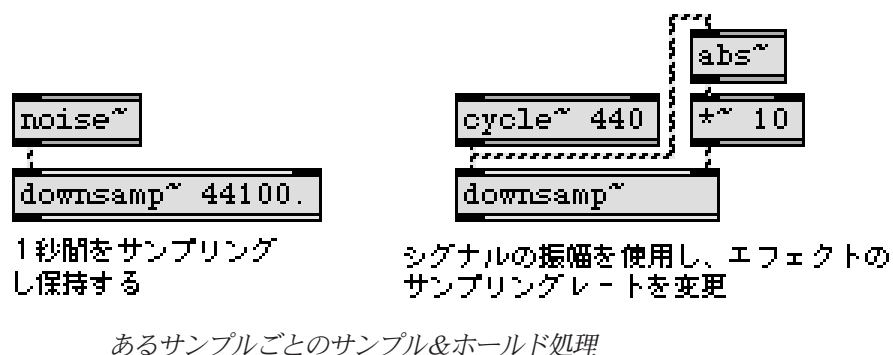 abs~
noise~
cycle~ 440
*~ 10
downsamp~ 44100.
downsamp~
1秒間をサンプリング
し保持する
シグナルの振幅を使用し、エフェクトの
サンプリングレートを変更
あるサンプルごとのサンプル&ホールド処理